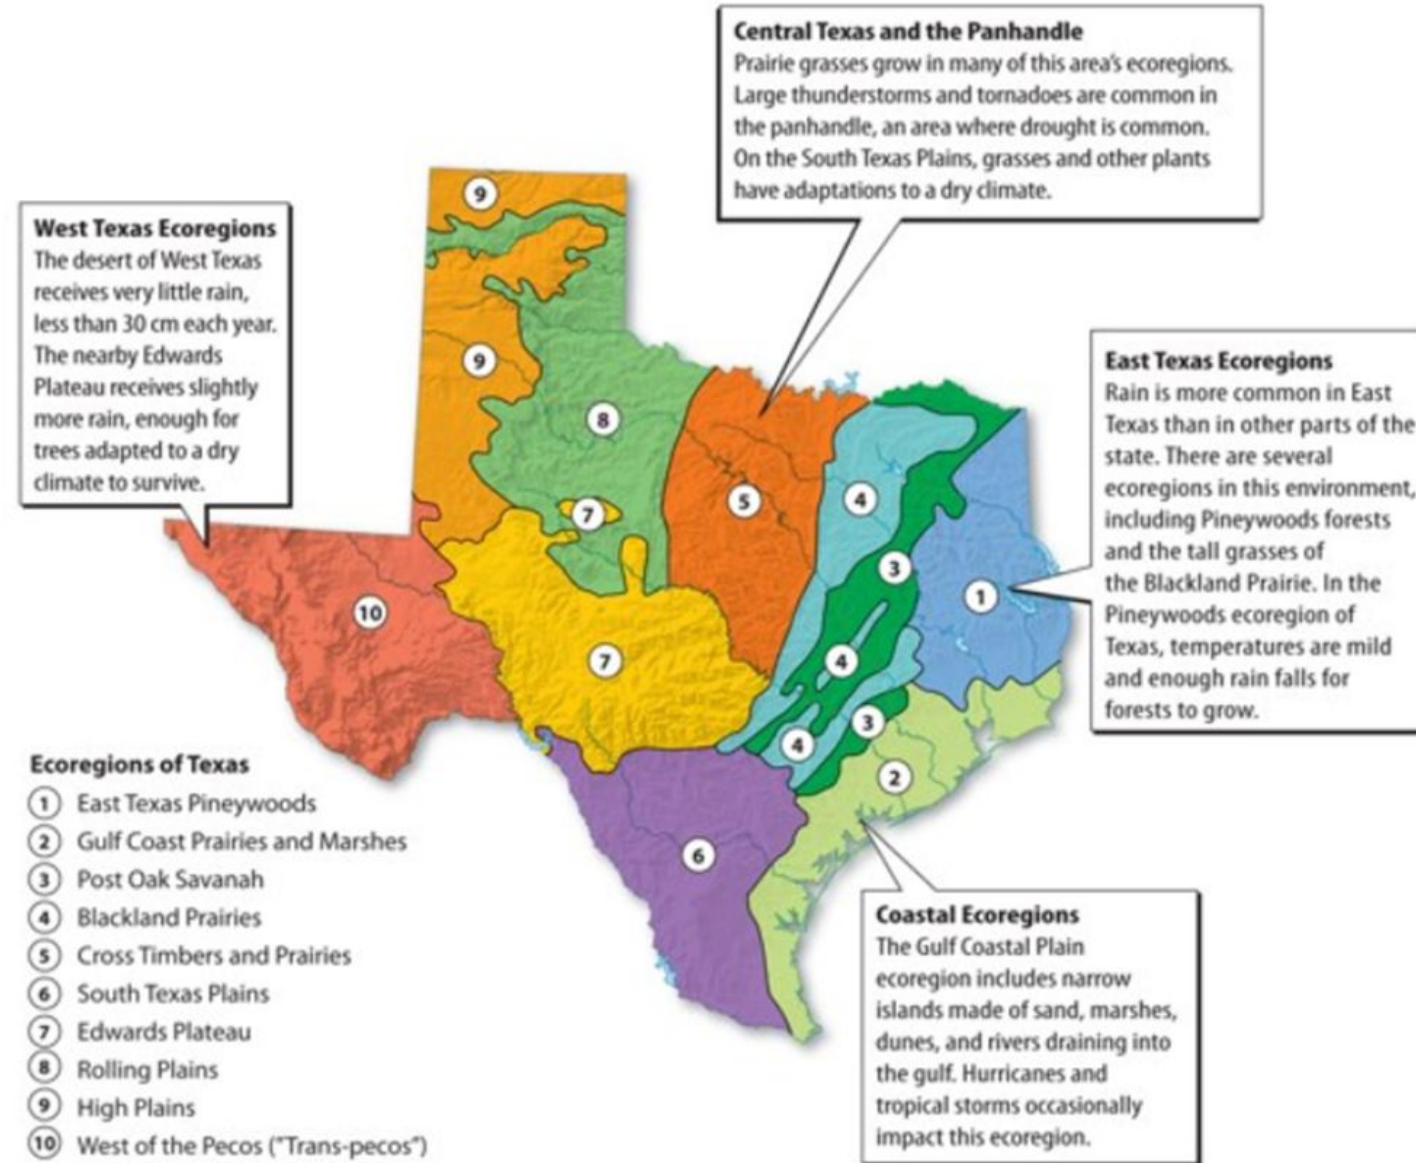 Central Texas and the Panhandle
Prairie grasses grow in many of this area's ecoregions.
Large thunderstorms and tornadoes are common in
the panhandle, an area where drought is common.
On the South Texas Plains, grasses and other plants
have adaptations to a dry climate.
West Texas Ecoregions
The desert of West Texas
receives very little rain,
less than 30 cm each year.
The nearby Edwards
Plateau receives slightly
more rain, enough for
trees adapted to a dry
climate to survive.
East Texas Ecoregions
Rain is more common in East
Texas than in other parts of the
state. There are several
ecoregions in this environment,
including Pineywoods forests
and the tall grasses of
the Blackland Prairie. In the
Pineywoods ecoregion of
Texas, temperatures are mild
and enough rain falls for
forests to grow.
9
9
8
7
5
4
3
1
10
7
4
3
4
2
6
Ecoregions of Texas
1 East Texas Pineywoods
2 Gulf Coast Prairies and Marshes
3 Post Oak Savanah
4 Blackland Prairies
5 Cross Timbers and Prairies
6 South Texas Plains
7 Edwards Plateau
8 Rolling Plains
9 High Plains
10 West of the Pecos ("Trans-pecos")
Coastal Ecoregions
The Gulf Coastal Plain
ecoregion includes narrow
islands made of sand, marshes,
dunes, and rivers draining into
the gulf. Hurricanes and
tropical storms occasionally
impact this ecoregion.